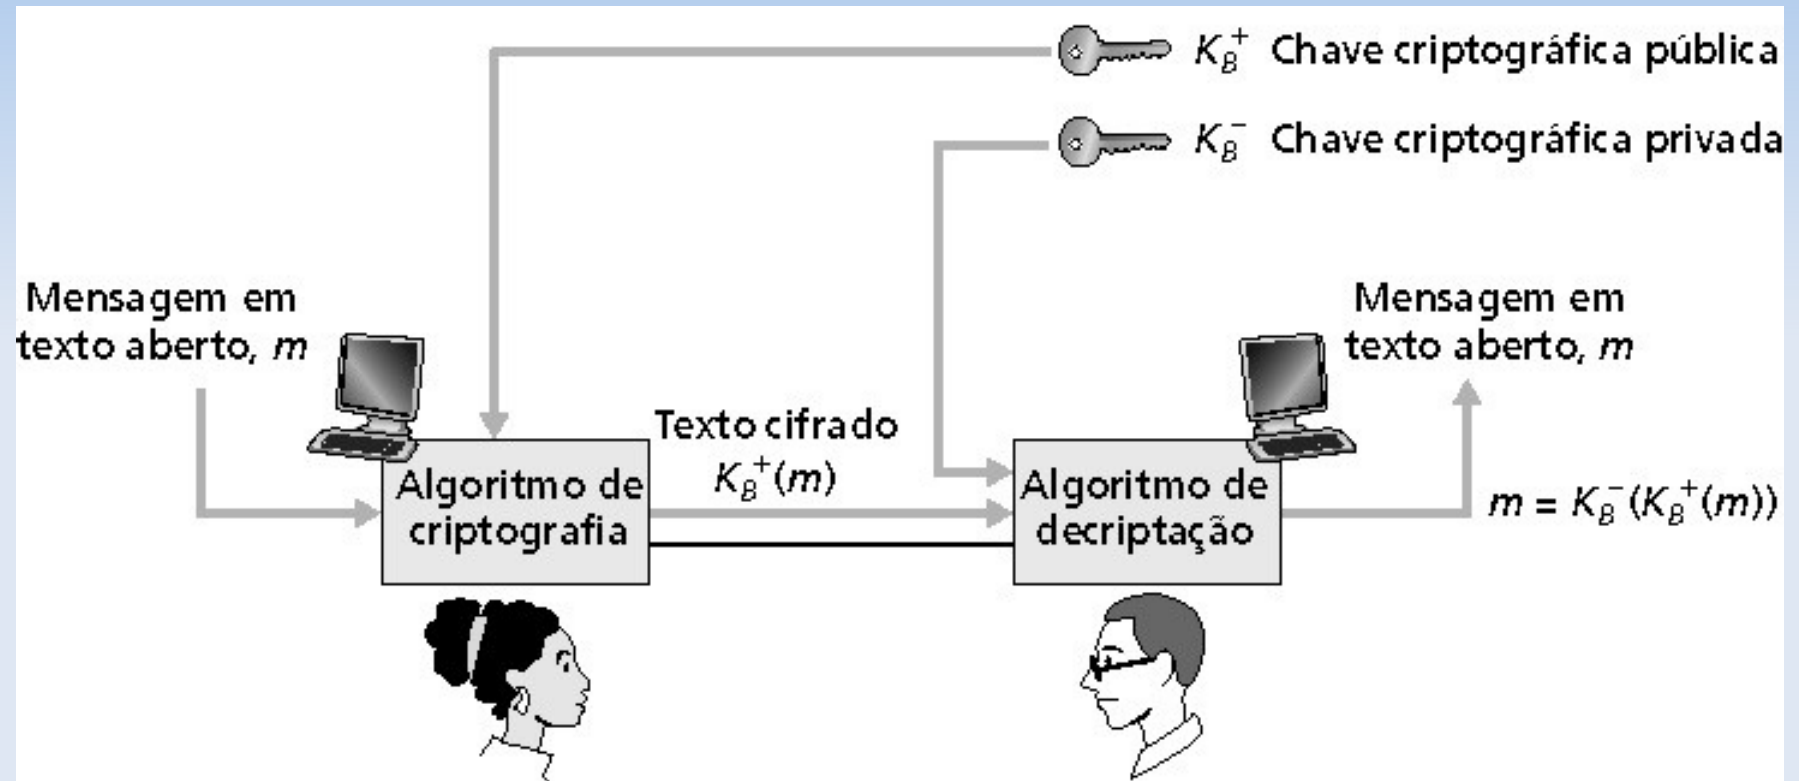 K_B^+ Chave criptográfica pública
K_B^- Chave criptográfica privada
Mensagem em
texto aberto, m
Texto cifrado
K_B^+(m)
Algoritmo de
criptografia
Algoritmo de
decriptação
Mensagem em
texto aberto, m
m = K_B^-(K_B^+(m))